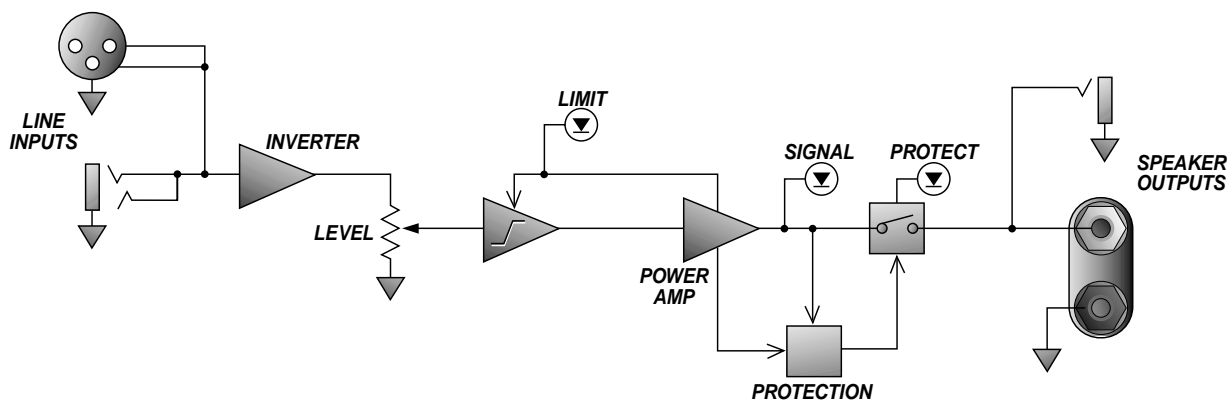 LINE
INPUTS
INVERTER
LEVEL
LIMIT
POWER
AMP
SIGNAL
PROTECT
PROTECTION
SPEAKER
OUTPUTS